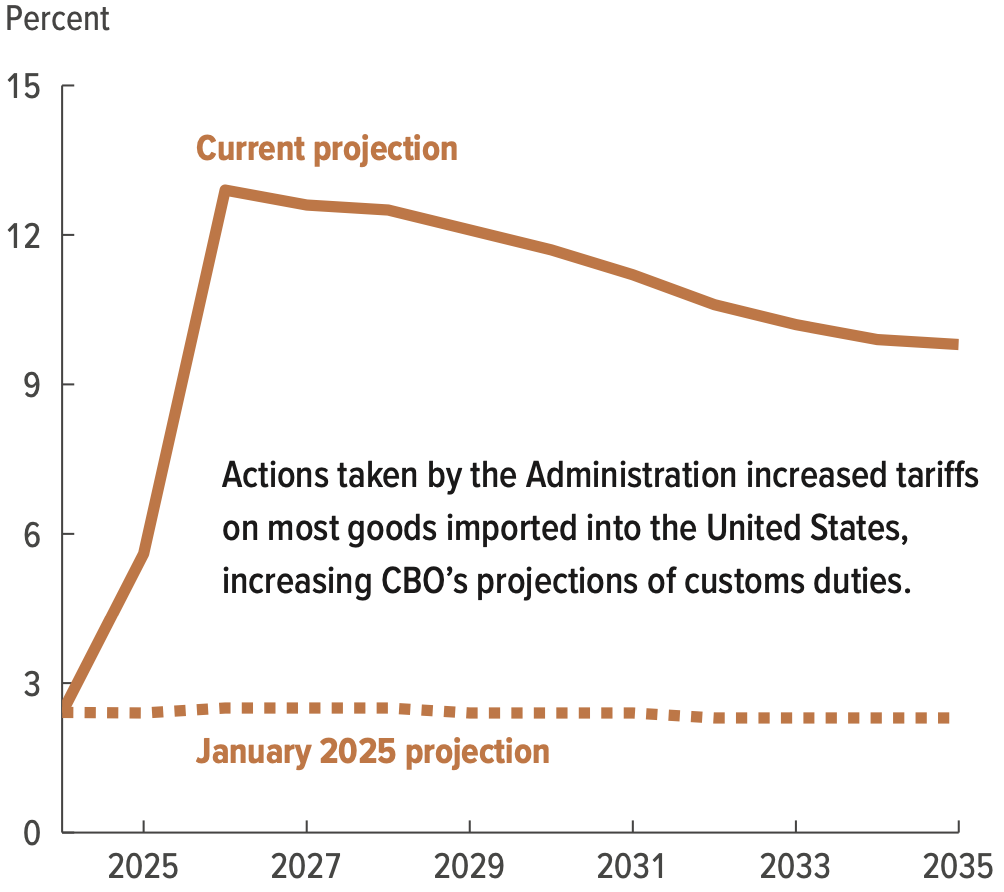 Percent
15
Current projection
12
9
Actions taken by the Administration increased tariffs
on most goods imported into the United States,
increasing CBO’s projections of customs duties.
6
3
January 2025 projection
0
2025 2027 2029 2031 2033 2035